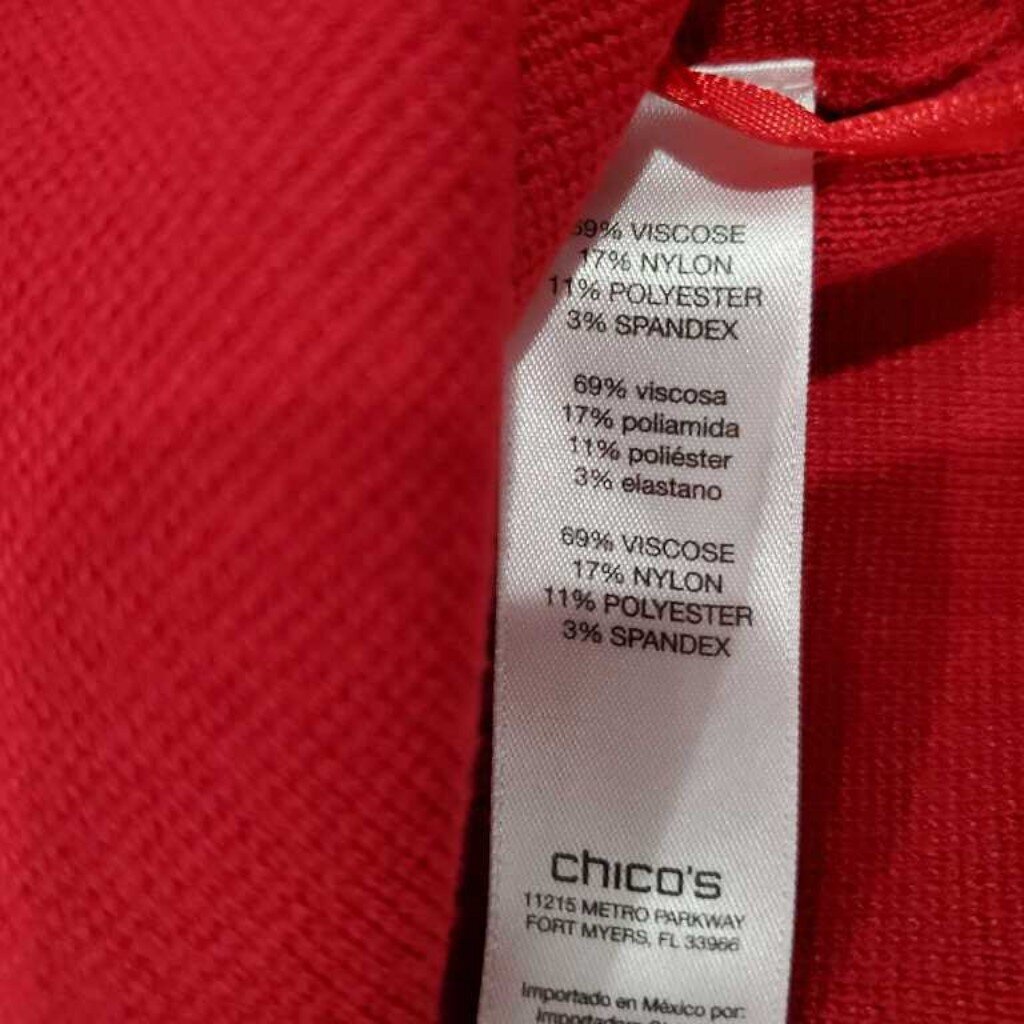 69% VISCOSE
17% NYLON
11% POLYESTER
3% SPANDEX
69% viscosa
17% poliamida
11% poliéster
3% elastano
69% VISCOSE
17% NYLON
11% POLYESTER
3% SPANDEX
chico's
11215 METRO PARKWAY
FORT MYERS, FL 33966
Importado en México por: